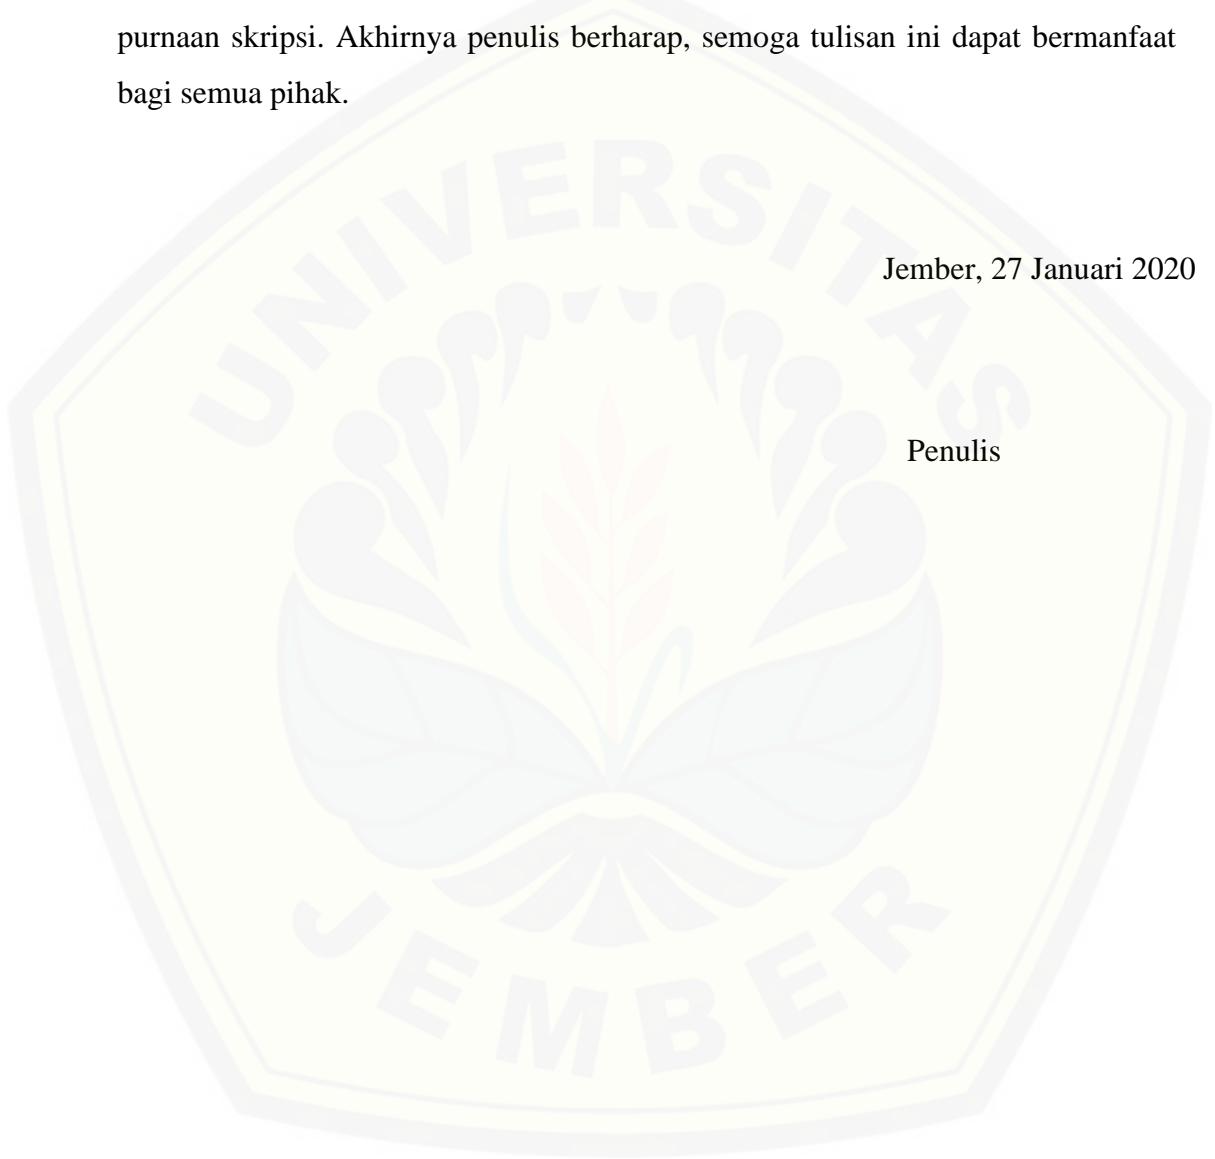 purnaan skripsi. Akhirnya penulis berharap, semoga tulisan ini dapat bermanfaat
bagi semua pihak.
UNIVERSITAS
Jember, 27 Januari 2020
Penulis
JEMBER